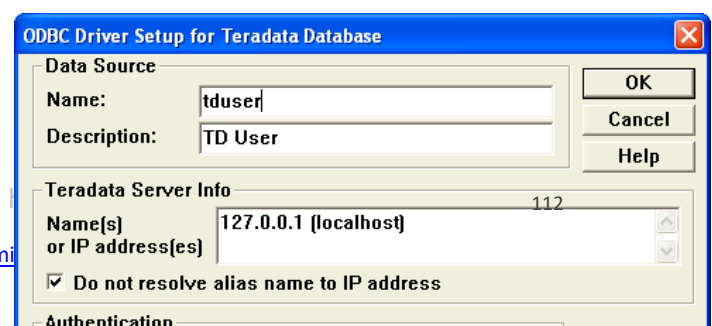 ODBC Driver Setup for Teradata Database
Data Source
Name:
tduser
OK
Description:
TD User
Cancel
Help
Teradata Server Info
112
Name(s)
or IP address(es)
127.0.0.1 (localhost)
Do not resolve alias name to IP address
Authentication